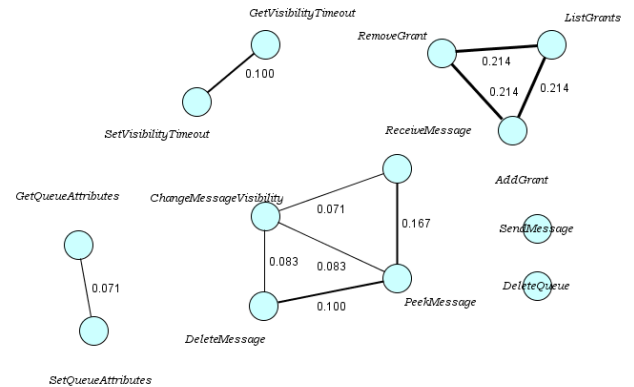 GetVisibilityTimeout
ListGrants
RemoveGrant
0.214
0.100
0.214
0.214
SetVisibilityTimeout
ReceiveMessage
AddGrant
GetQueueAttributes
ChangeMessageVisibility
0.071
0.167
SendMessage
0.083
0.083
0.071
DeleteQueue
0.100
PeekMessage
DeleteMessage
SetQueueAttributes